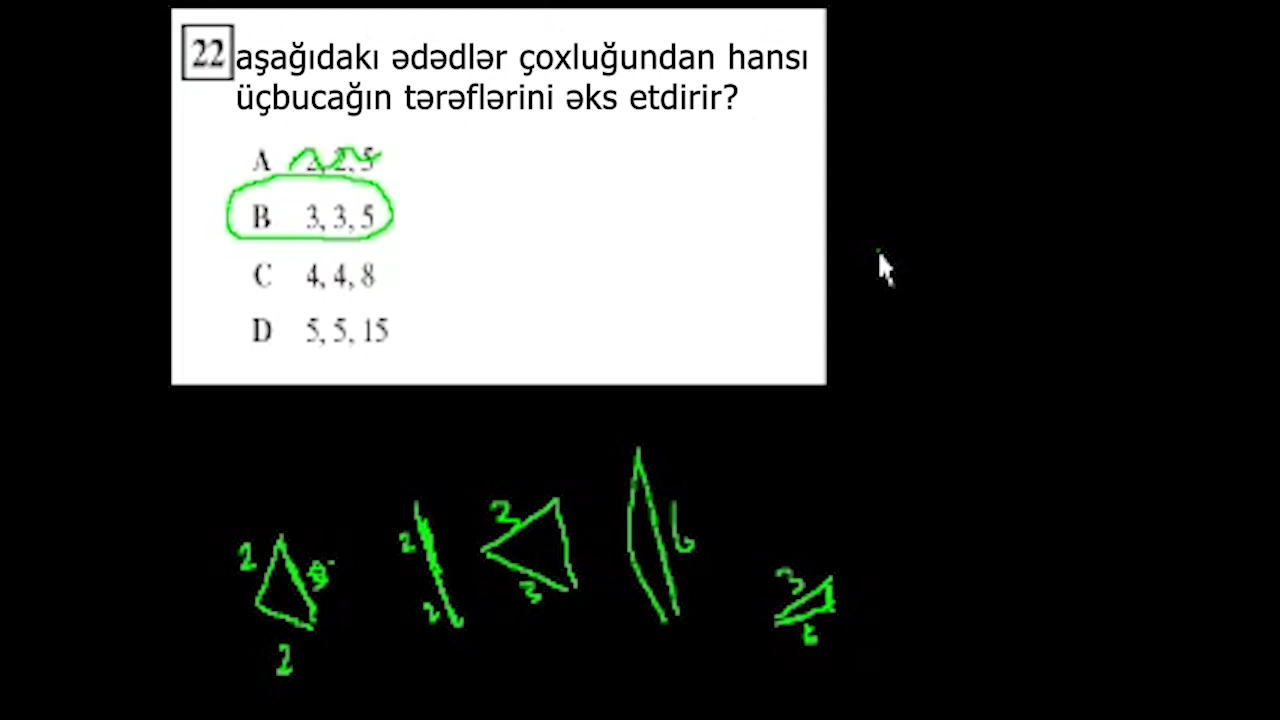 22 aşağıdakı ədədlər çoxluğundan hansı
üçbucağın tərəflərini əks etdirir?
A 2, 2, 5
B 3, 3, 5
C 4, 4, 8
D 5, 5, 15
2
2
2
2
3
3
6
3